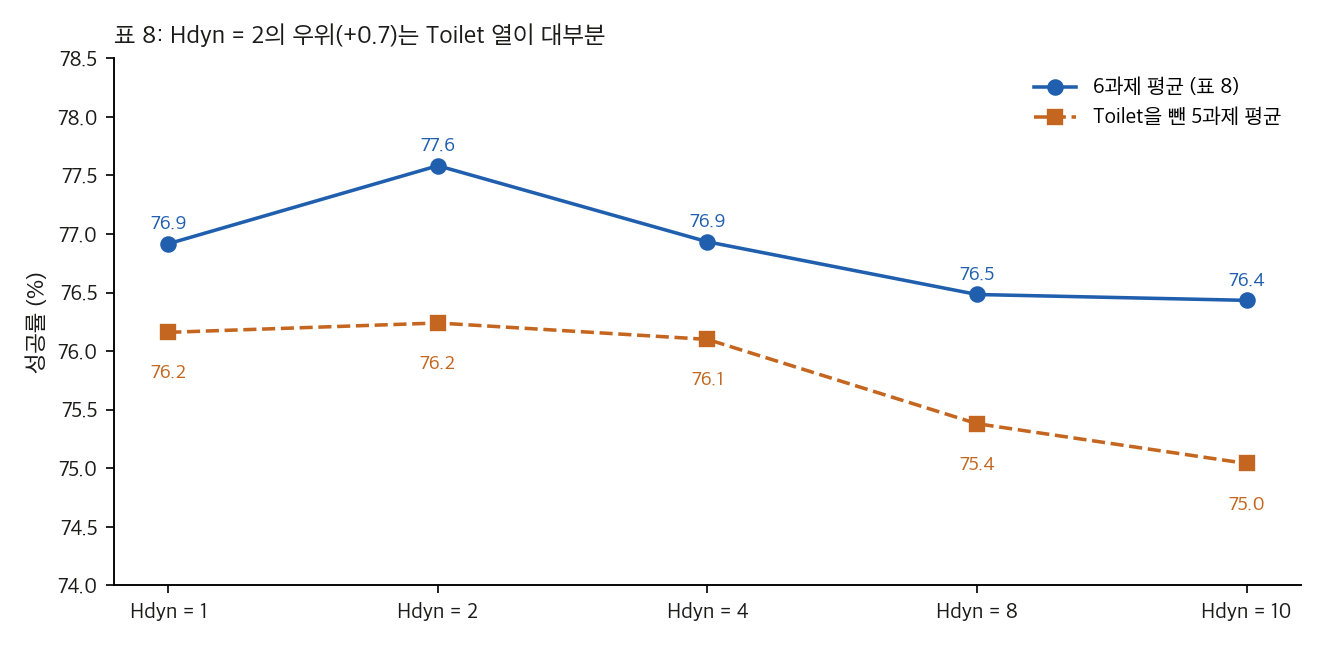 표 8: Hdyn = 2의 우위(+0.7)는 Toilet 열이 대부분
6과제 평균 (표 8)
Toilet을 뺀 5과제 평균
성공률 (%)
78.5
78.0
77.5
77.0
76.5
76.0
75.5
75.0
74.5
74.0
76.9
77.6
76.9
76.5
76.4
76.2
76.2
76.1
75.4
75.0
Hdyn = 1
Hdyn = 2
Hdyn = 4
Hdyn = 8
Hdyn = 10